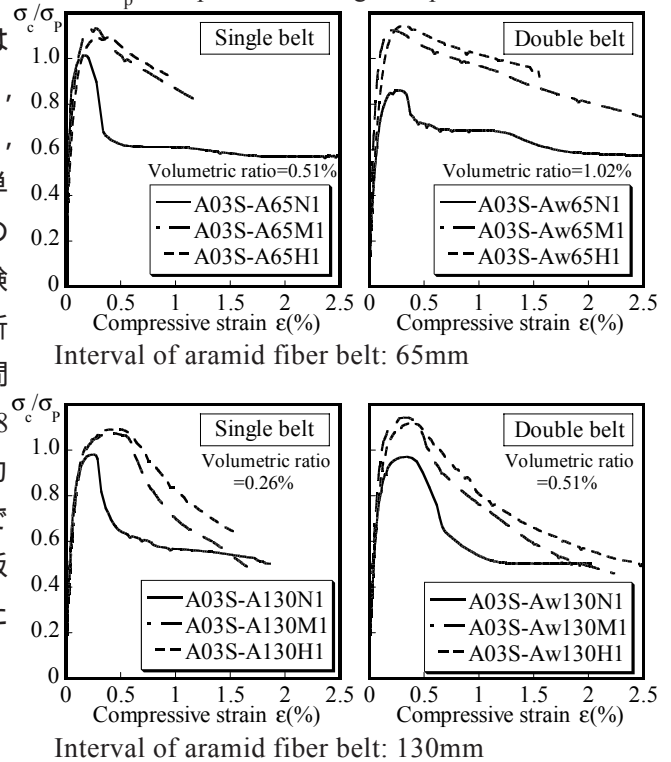 σc/σP
Single belt
Volumetric ratio=0.51%
A03S-A65N1
A03S-A65M1
A03S-A65H1
1.0
0.8
0.6
0.4
0.2
0
0 0.5 1 1.5 2 2.5
Compressive strain ε(%)
Double belt
Volumetric ratio=1.02%
A03S-Aw65N1
A03S-Aw65M1
A03S-Aw65H1
0 0.5 1 1.5 2 2.5
Compressive strain ε(%)
Interval of aramid fiber belt: 65mm
σc/σP
Single belt
Volumetric ratio
=0.26%
A03S-A130N1
A03S-A130M1
A03S-A130H1
1.0
0.8
0.6
0.4
0.2
0
0 0.5 1 1.5 2 2.5
Compressive strain ε(%)
Double belt
Volumetric ratio
=0.51%
A03S-Aw130N1
A03S-Aw130M1
A03S-Aw130H1
0 0.5 1 1.5 2 2.5
Compressive strain ε(%)
Interval of aramid fiber belt: 130mm